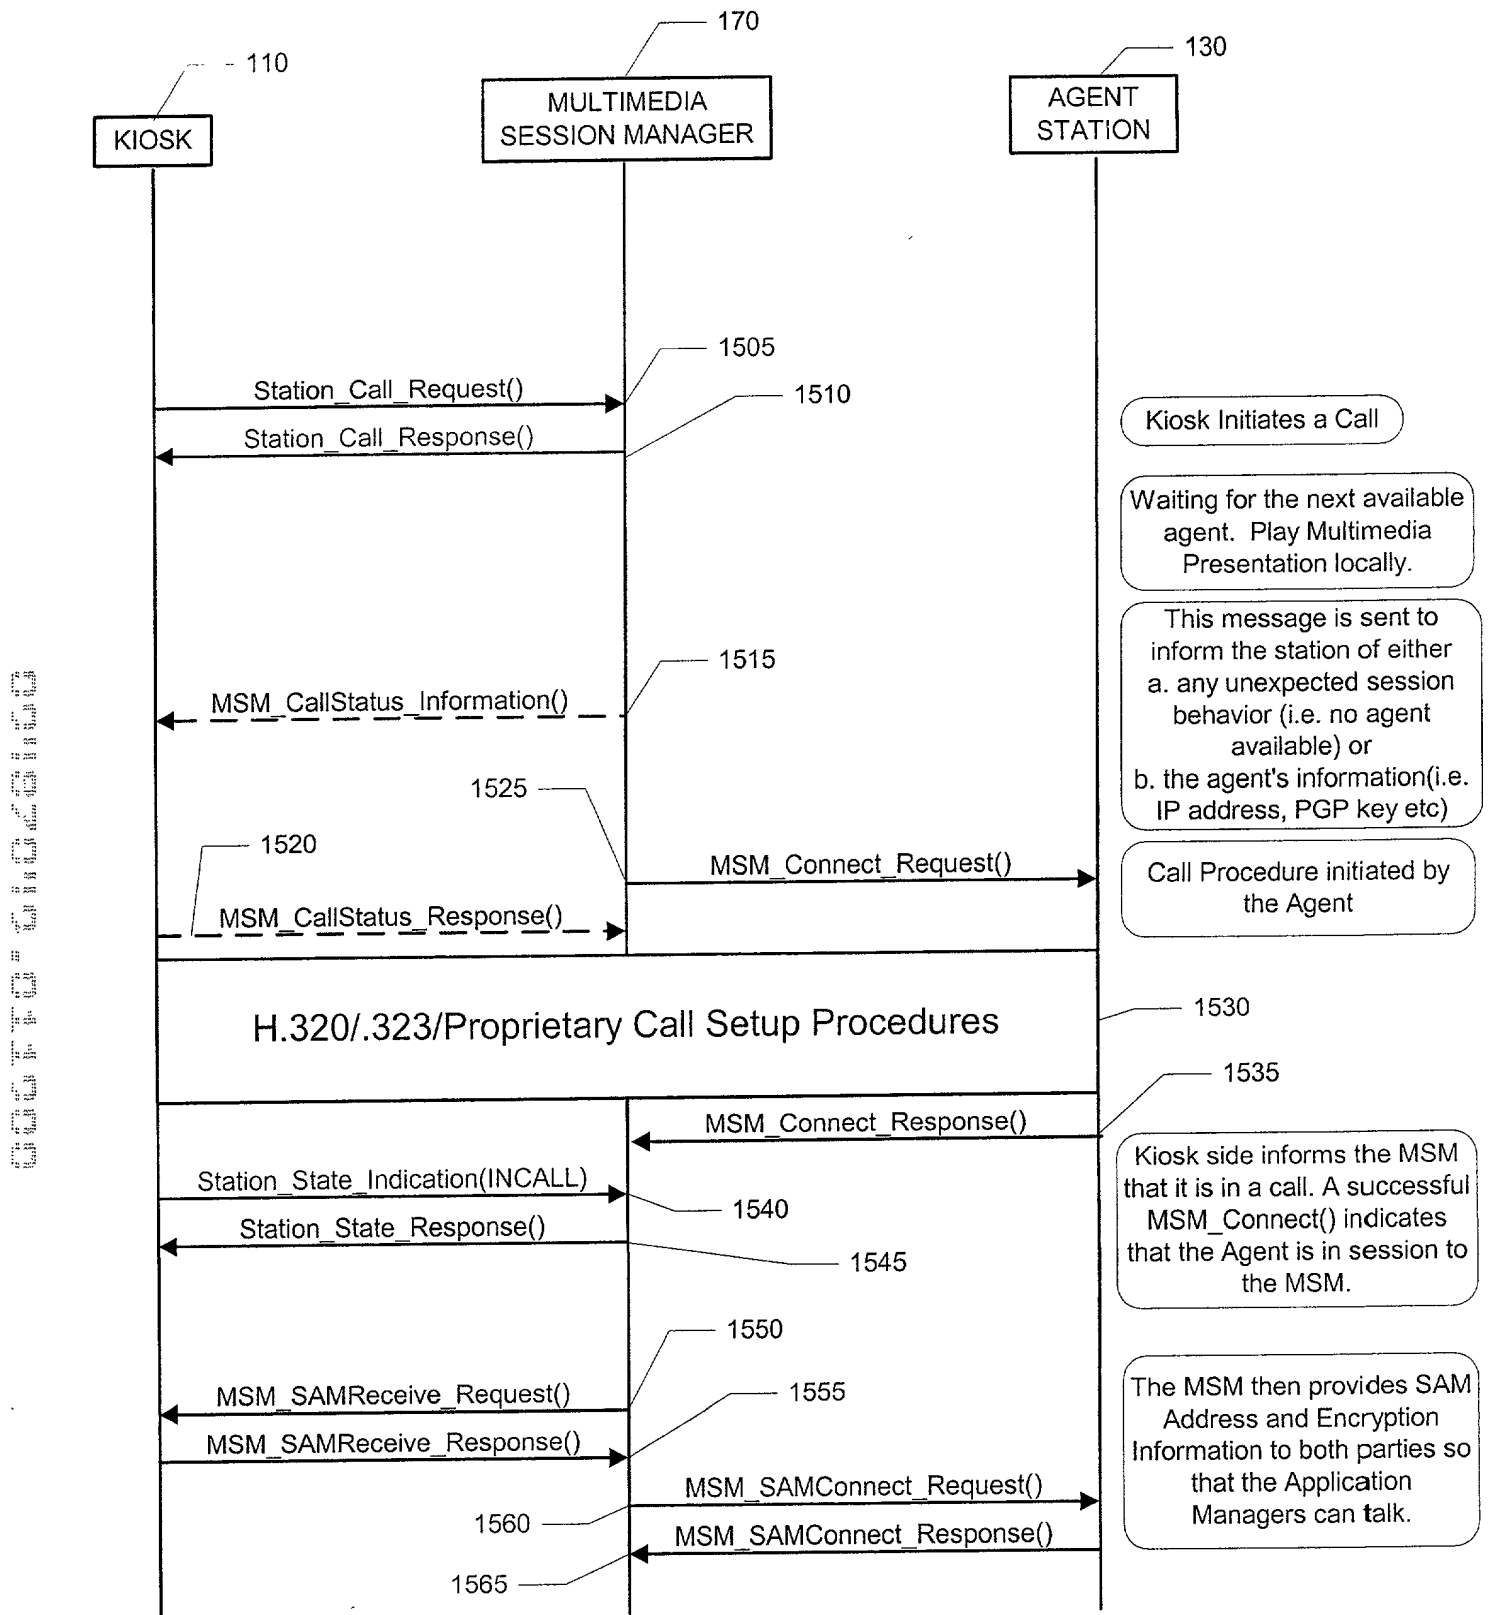 110
170
130
KIOSK
MULTIMEDIA
SESSION MANAGER
AGENT
STATION
1505
Station_Call_Request()
1510
Station_Call_Response()
Kiosk Initiates a Call
Waiting for the next available
agent. Play Multimedia
Presentation locally.
This message is sent to
inform the station of either
a. any unexpected session
behavior (i.e. no agent
available) or
b. the agent's information(i.e.
IP address, PGP key etc)
1515
MSM_CallStatus_Information()
1525
1520
MSM_Connect_Request()
Call Procedure initiated by
the Agent
MSM_CallStatus_Response()
H.320/.323/Proprietary Call Setup Procedures
1530
1535
MSM_Connect_Response()
Kiosk side informs the MSM
that it is in a call. A successful
MSM_Connect() indicates
that the Agent is in session to
the MSM.
Station_State_Indication(INCALL)
1540
Station_State_Response()
1545
1550
MSM_SAMReceive_Request()
1555
MSM_SAMReceive_Response()
The MSM then provides SAM
Address and Encryption
Information to both parties so
that the Application
Managers can talk.
MSM_SAMConnect_Request()
1560
MSM_SAMConnect_Response()
1565